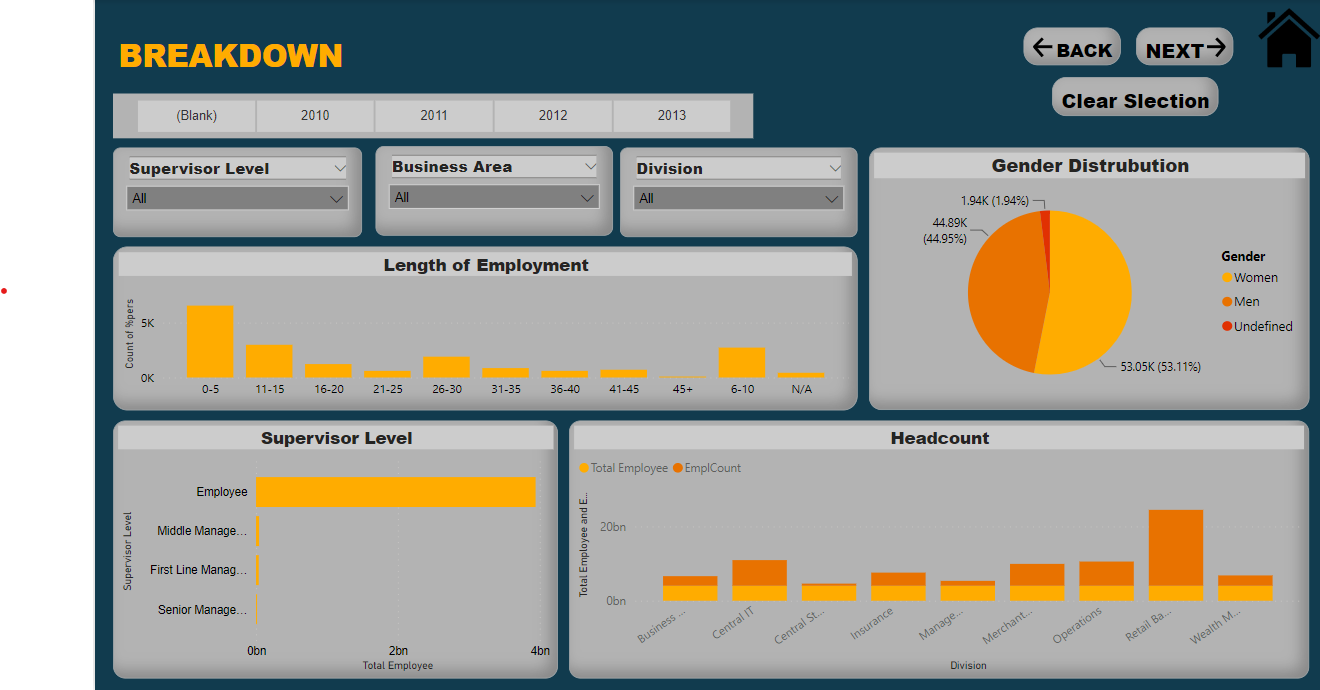 BREAKDOWN
BACK
NEXT
Clear Slection
(Blank) 2010 2011 2012 2013
Supervisor Level
All
Business Area
All
Division
All
Gender Distrubution
1.94K (1.94%)
44.89K
(44.95%)
53.05K (53.11%)
Gender
Women
Men
Undefined
Length of Employment
Count of %pers
5K
0K
0-5 11-15 16-20 21-25 26-30 31-35 36-40 41-45 45+ 6-10 N/A
Supervisor Level
Supervisor Level
Employee
Middle Manage...
First Line Manag...
Senior Manage...
0bn 2bn 4bn
Total Employee
Headcount
Total Employee EmplCount
Total Employee and E...
20bn
0bn
Business ... Central IT Central St... Insurance Manage... Merchant... Operations Retail Ba... Wealth M...
Division